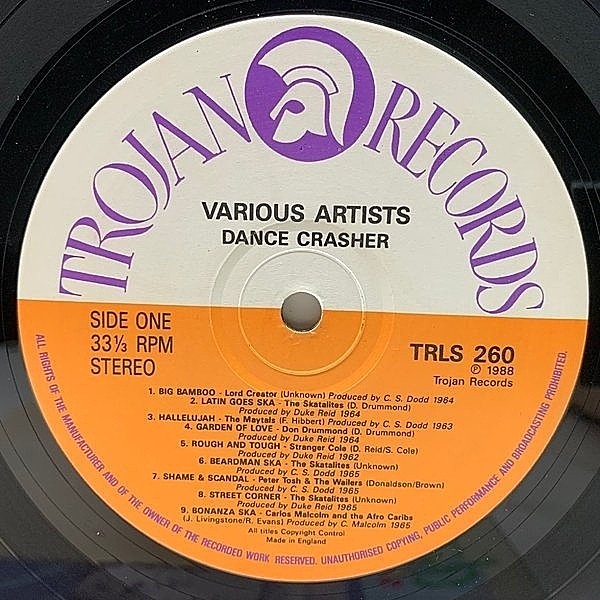 TROJAN RECORDS
VARIOUS ARTISTS
DANCE CRASHER
SIDE ONE
33⅓ RPM
STEREO
TRLS 260
℗ 1988
Trojan Records
1. BIG BAMBOO - Lord Creator (Unknown) Produced by C. S. Dodd 1964
2. LATIN GOES SKA - The Skatalites (D. Drummond)
Produced by Duke Reid 1964
3. HALLELUJAH - The Maytals (F. Hibbert) Produced by C. S. Dodd 1963
4. GARDEN OF LOVE - Don Drummond (D. Drummond)
Produced by Duke Reid 1964
5. ROUGH AND TOUGH - Stranger Cole (D. Reid/S. Cole)
Produced by Duke Reid 1962
6. BEARDMAN SKA - The Skatalites (Unknown)
Produced by C. S. Dodd 1965
7. SHAME & SCANDAL - Peter Tosh & The Wailers (Donaldson/Brown)
Produced by C. S. Dodd 1965
8. STREET CORNER - The Skatalites (Unknown)
Produced by Duke Reid 1965
9. BONANZA SKA - Carlos Malcolm and the Afro Caribs
(J. Livingstone/R. Evans) Produced by C. Malcolm 1965
All titles Copyright Control
Made in England
ALL RIGHTS OF THE MANUFACTURER AND OF THE OWNER OF THE RECORDED WORK RESERVED. UNAUTHORISED COPYING, PUBLIC PERFORMANCE AND BROADCASTING PROHIBITED.